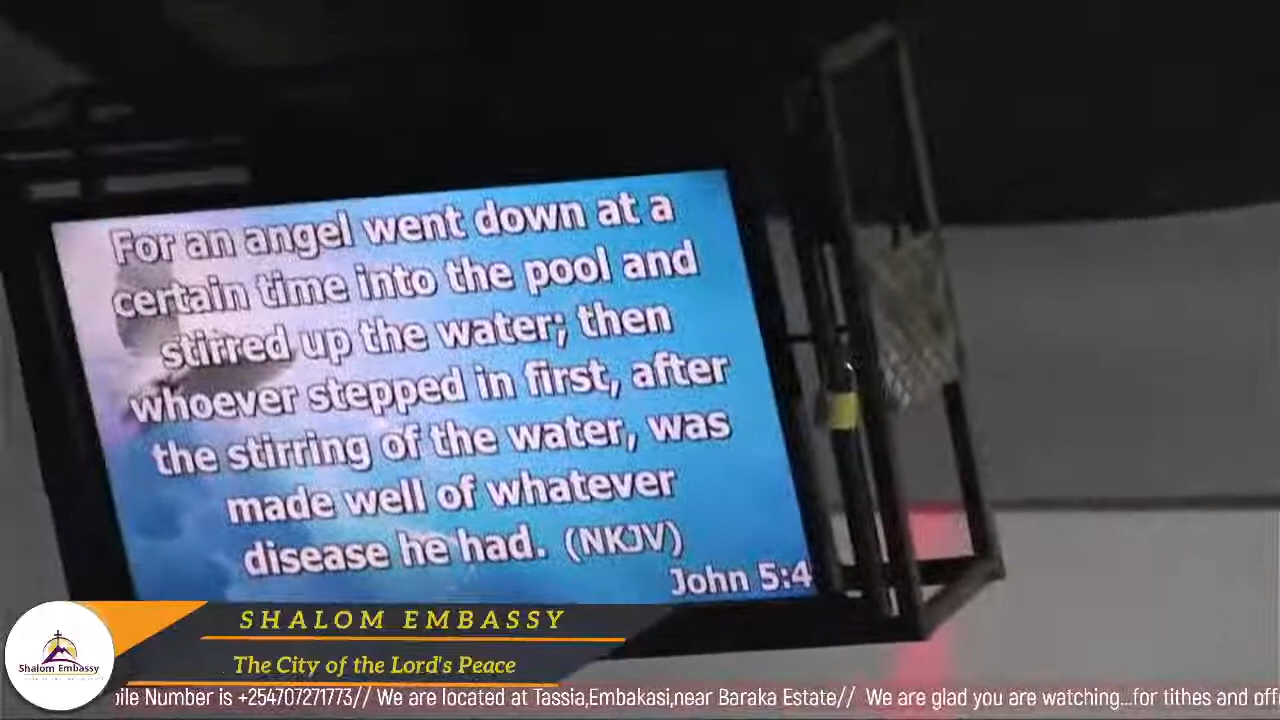 For an angel went down at a
certain time into the pool and
stirred up the water; then
whoever stepped in first, after
the stirring of the water, was
made well of whatever
disease he had. (NKJV)
John 5:4
SHALOM EMBASSY
The City of the Lord's Peace
Shalom Embassy
Number is +254707271773// We are located at Tassia,Embakasi,near Baraka Estate// We are glad you are watching...for tithes and